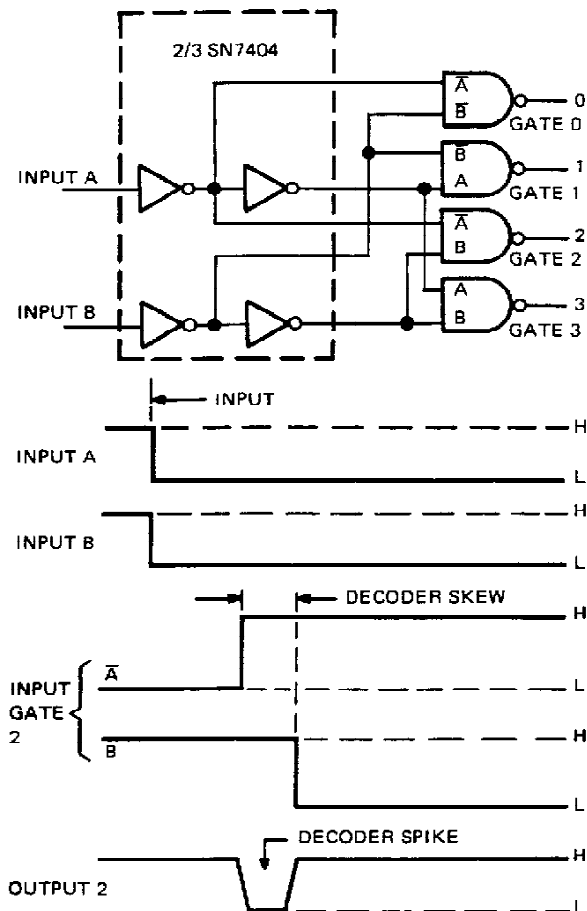 2/3 SN7404
A̅
B̅
0
GATE 0
B̅
A
1
GATE 1
A̅
B
2
GATE 2
A
B
3
GATE 3
INPUT A
INPUT B
INPUT
INPUT A
H
L
INPUT B
H
L
DECODER SKEW
INPUT
GATE
2
A̅
H
L
B
H
L
DECODER SPIKE
OUTPUT 2
H
L